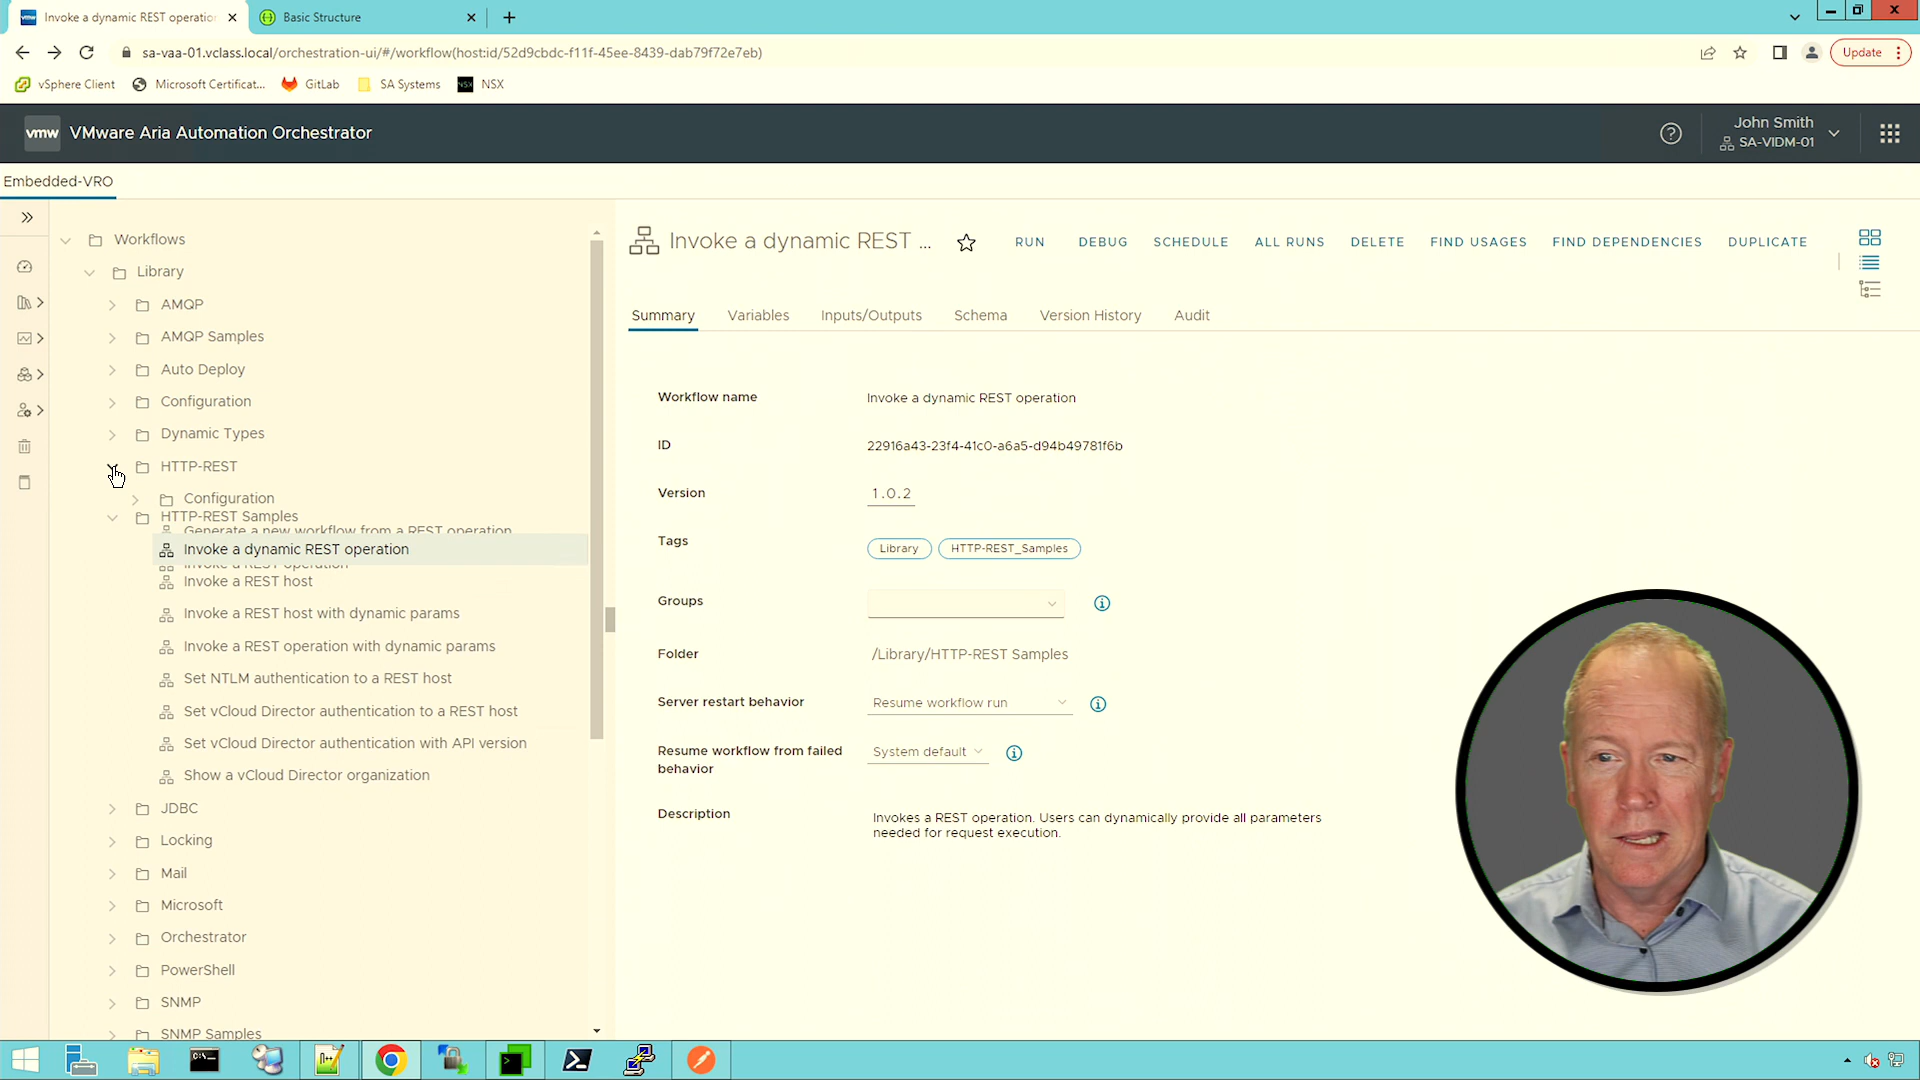 Invoke a dynamic REST operatio
Basic Structure
sa-vaa-01.vclass.local/orchestration-ui/#/workflow(host:id/52d9cbdc-f11f-45ee-8439-dab79f72e7eb)
Update
vSphere Client
Microsoft Certificat...
GitLab
SA Systems
NSX
NSX
vmw
VMware Aria Automation Orchestrator
John Smith
SA-VIDM-01
Embedded-VRO
Workflows
Library
AMQP
AMQP Samples
Auto Deploy
Configuration
Dynamic Types
HTTP-REST
Configuration
HTTP-REST Samples
Generate a new workflow from a REST operation
Invoke a dynamic REST operation
Invoke a REST operation
Invoke a REST host
Invoke a REST host with dynamic params
Invoke a REST operation with dynamic params
Set NTLM authentication to a REST host
Set vCloud Director authentication to a REST host
Set vCloud Director authentication with API version
Show a vCloud Director organization
JDBC
Locking
Mail
Microsoft
Orchestrator
PowerShell
SNMP
SNMP Samples
Invoke a dynamic REST ...
RUN
DEBUG
SCHEDULE
ALL RUNS
DELETE
FIND USAGES
FIND DEPENDENCIES
DUPLICATE
Summary
Variables
Inputs/Outputs
Schema
Version History
Audit
Workflow name
Invoke a dynamic REST operation
ID
22916a43-23f4-41c0-a6a5-d94b49781f6b
Version
1.0.2
Tags
Library
HTTP-REST_Samples
Groups
Folder
/Library/HTTP-REST Samples
Server restart behavior
Resume workflow run
Resume workflow from failed
behavior
System default
Description
Invokes a REST operation. Users can dynamically provide all parameters
needed for request execution.